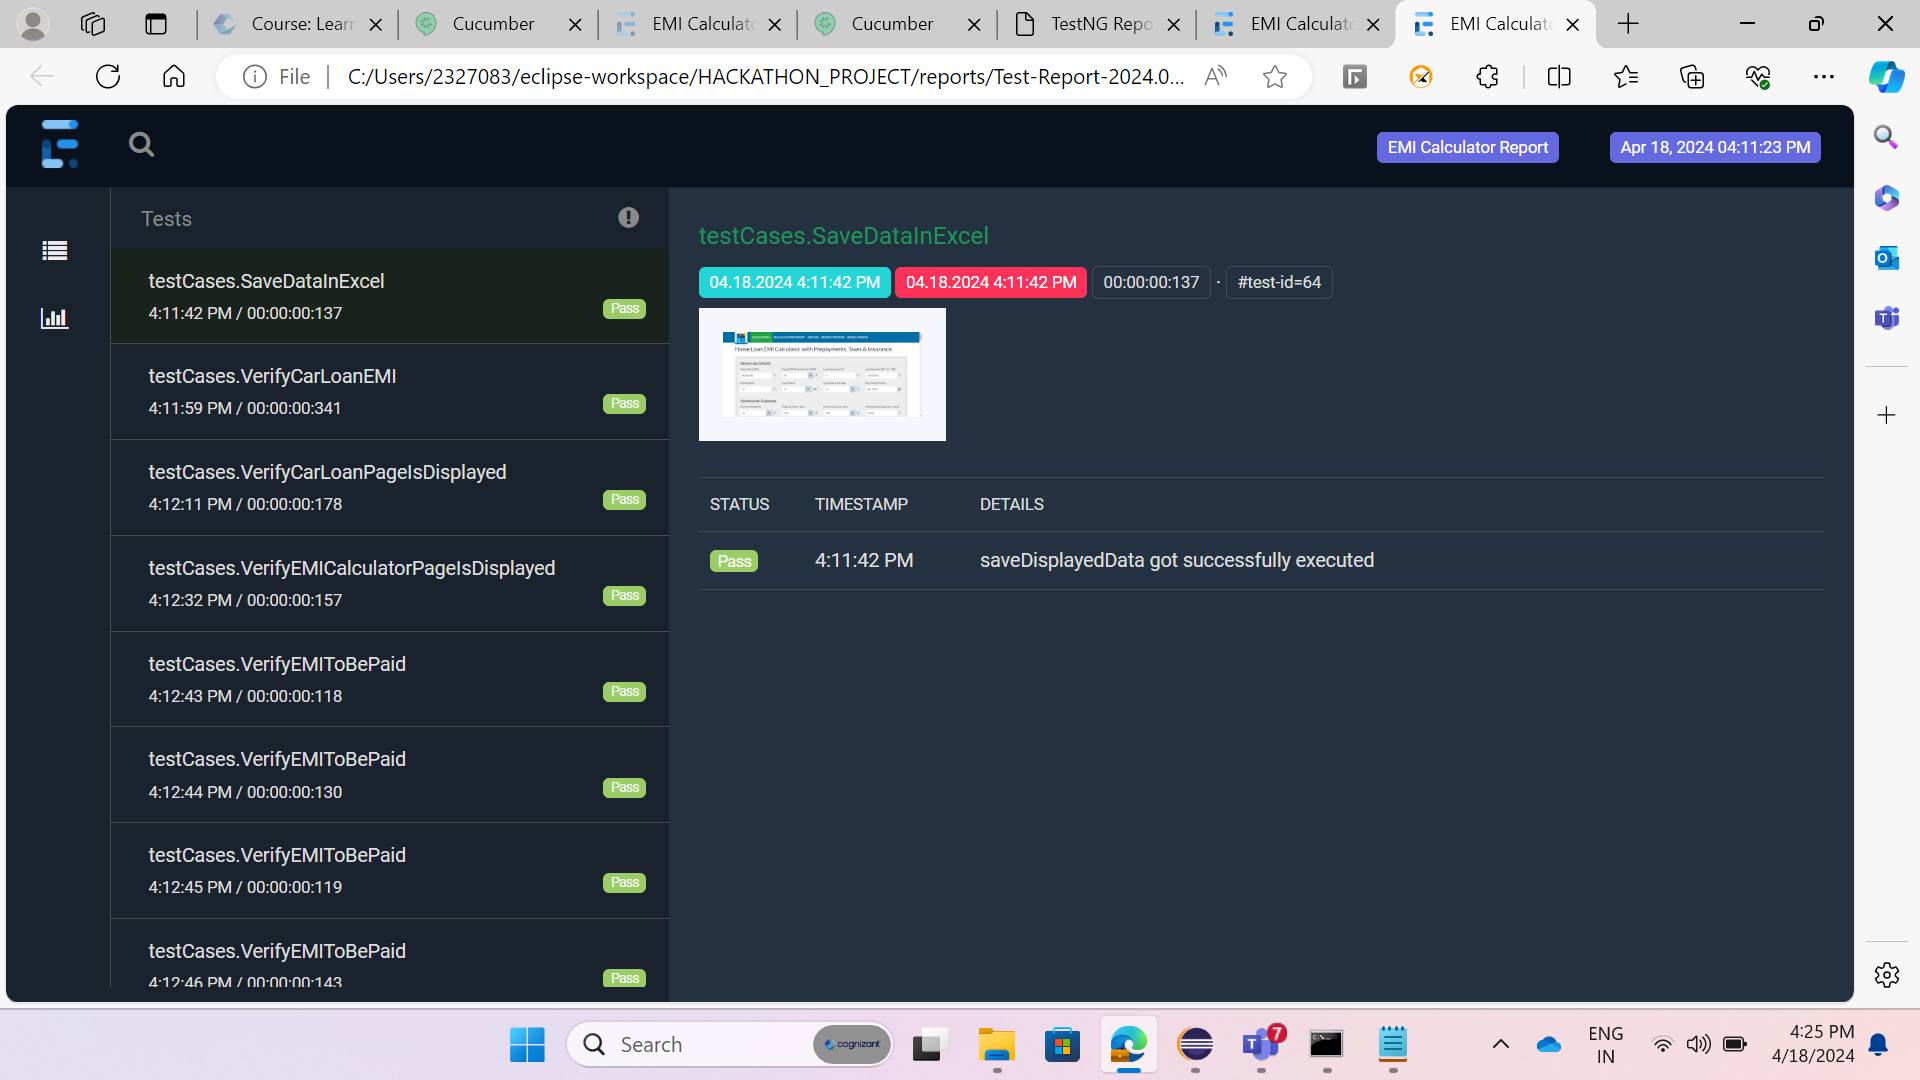 Course: Learn
Cucumber
EMI Calculat
Cucumber
TestNG Repo
EMI Calculat
EMI Calculat
File
C:/Users/2327083/eclipse-workspace/HACKATHON_PROJECT/reports/Test-Report-2024.0...
EMI Calculator Report
Apr 18, 2024 04:11:23 PM
Tests
testCases.SaveDataInExcel
4:11:42 PM / 00:00:00:137
Pass
testCases.VerifyCarLoanEMI
4:11:59 PM / 00:00:00:341
Pass
testCases.VerifyCarLoanPageIsDisplayed
4:12:11 PM / 00:00:00:178
Pass
testCases.VerifyEMICalculatorPageIsDisplayed
4:12:32 PM / 00:00:00:157
Pass
testCases.VerifyEMIToBePaid
4:12:43 PM / 00:00:00:118
Pass
testCases.VerifyEMIToBePaid
4:12:44 PM / 00:00:00:130
Pass
testCases.VerifyEMIToBePaid
4:12:45 PM / 00:00:00:119
Pass
testCases.VerifyEMIToBePaid
4:12:46 PM / 00:00:00:143
Pass
testCases.SaveDataInExcel
04.18.2024 4:11:42 PM 04.18.2024 4:11:42 PM 00:00:00:137 · #test-id=64
Home Loan EMI Calculator with Prepayments, Taxes & Insurance
STATUS TIMESTAMP DETAILS
Pass 4:11:42 PM saveDisplayedData got successfully executed
Search
cognizant
7
ENG
IN
4:25 PM
4/18/2024